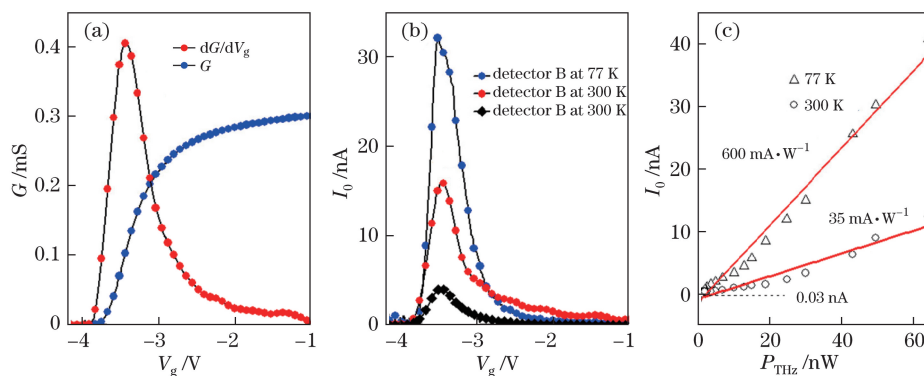 (a)
dG/dVg
G
0.4
0.3
0.2
0.1
0
G /mS
−4
−3
−2
−1
Vg /V
(b)
detector B at 77 K
detector B at 300 K
detector B at 300 K
30
20
10
0
I0 /nA
−4
−3
−2
−1
Vg /V
(c)
77 K
300 K
600 mA·W−1
35 mA·W−1
0.03 nA
40
30
20
10
0
I0 /nA
0
20
40
60
PTHz /nW